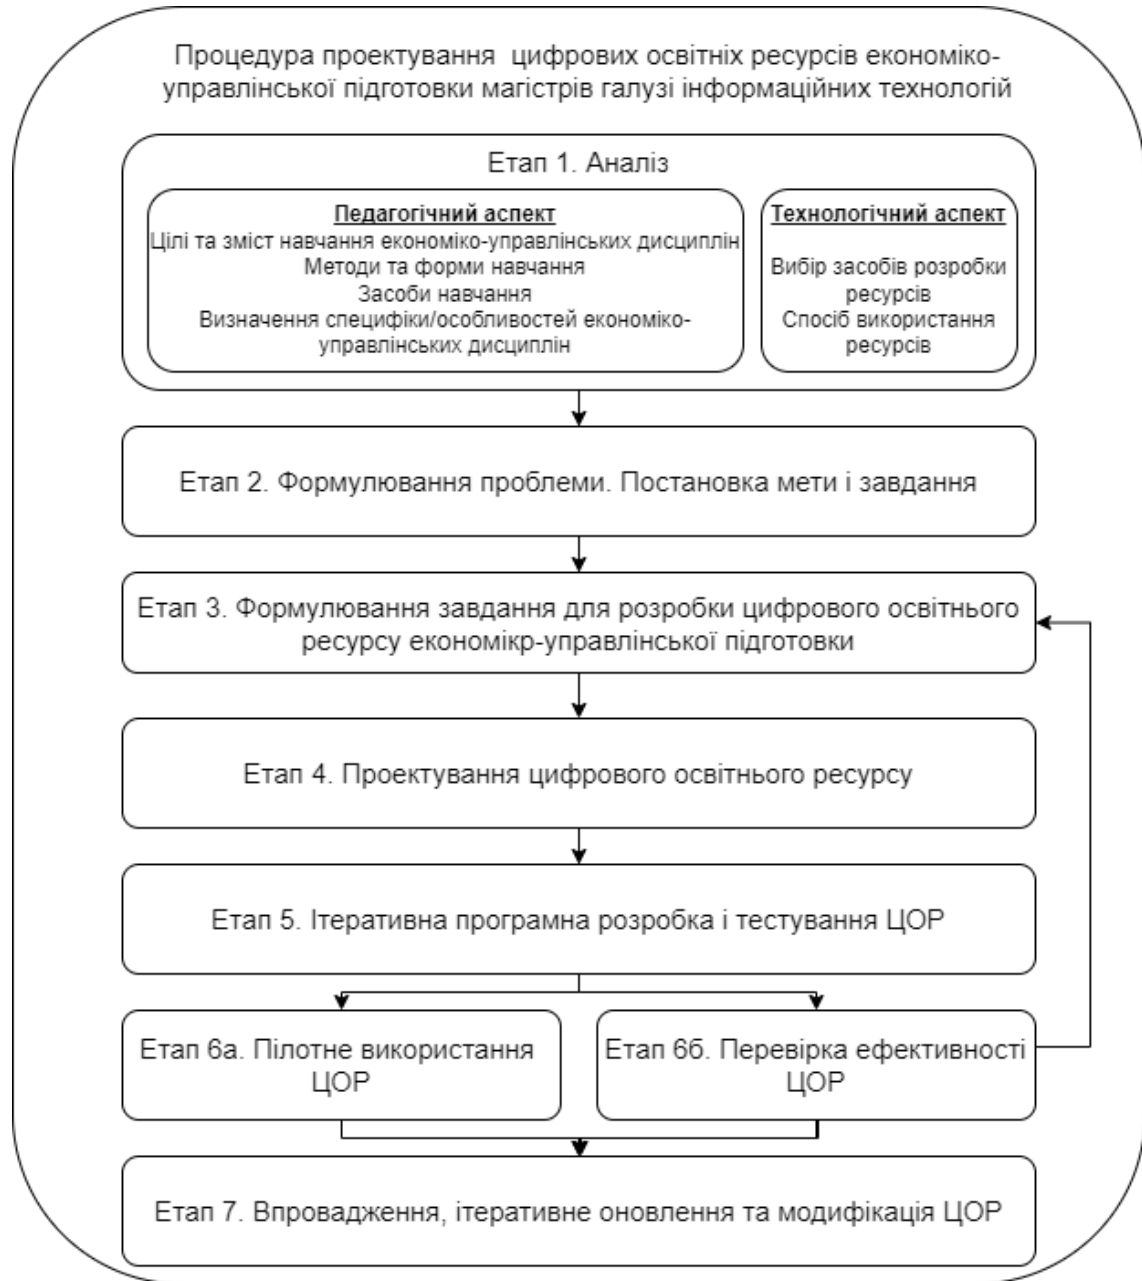 Процедура проектування цифрових освітніх ресурсів економіко-
управлінської підготовки магістрів галузі інформаційних технологій
Етап 1. Аналіз
Педагогічний аспект
Цілі та зміст навчання економіко-управлінських дисциплін
Методи та форми навчання
Засоби навчання
Визначення специфіки/особливостей економіко-
управлінських дисциплін
Технологічний аспект
Вибір засобів розробки
ресурсів
Спосіб використання
ресурсів
Етап 2. Формулювання проблеми. Постановка мети і завдання
Етап 3. Формулювання завдання для розробки цифрового освітнього
ресурсу економікр-управлінської підготовки
Етап 4. Проектування цифрового освітнього ресурсу
Етап 5. Ітеративна програмна розробка і тестування ЦОР
Етап 6а. Пілотне використання
ЦОР
Етап 6б. Перевірка ефективності
ЦОР
Етап 7. Впровадження, ітеративне оновлення та модифікація ЦОР